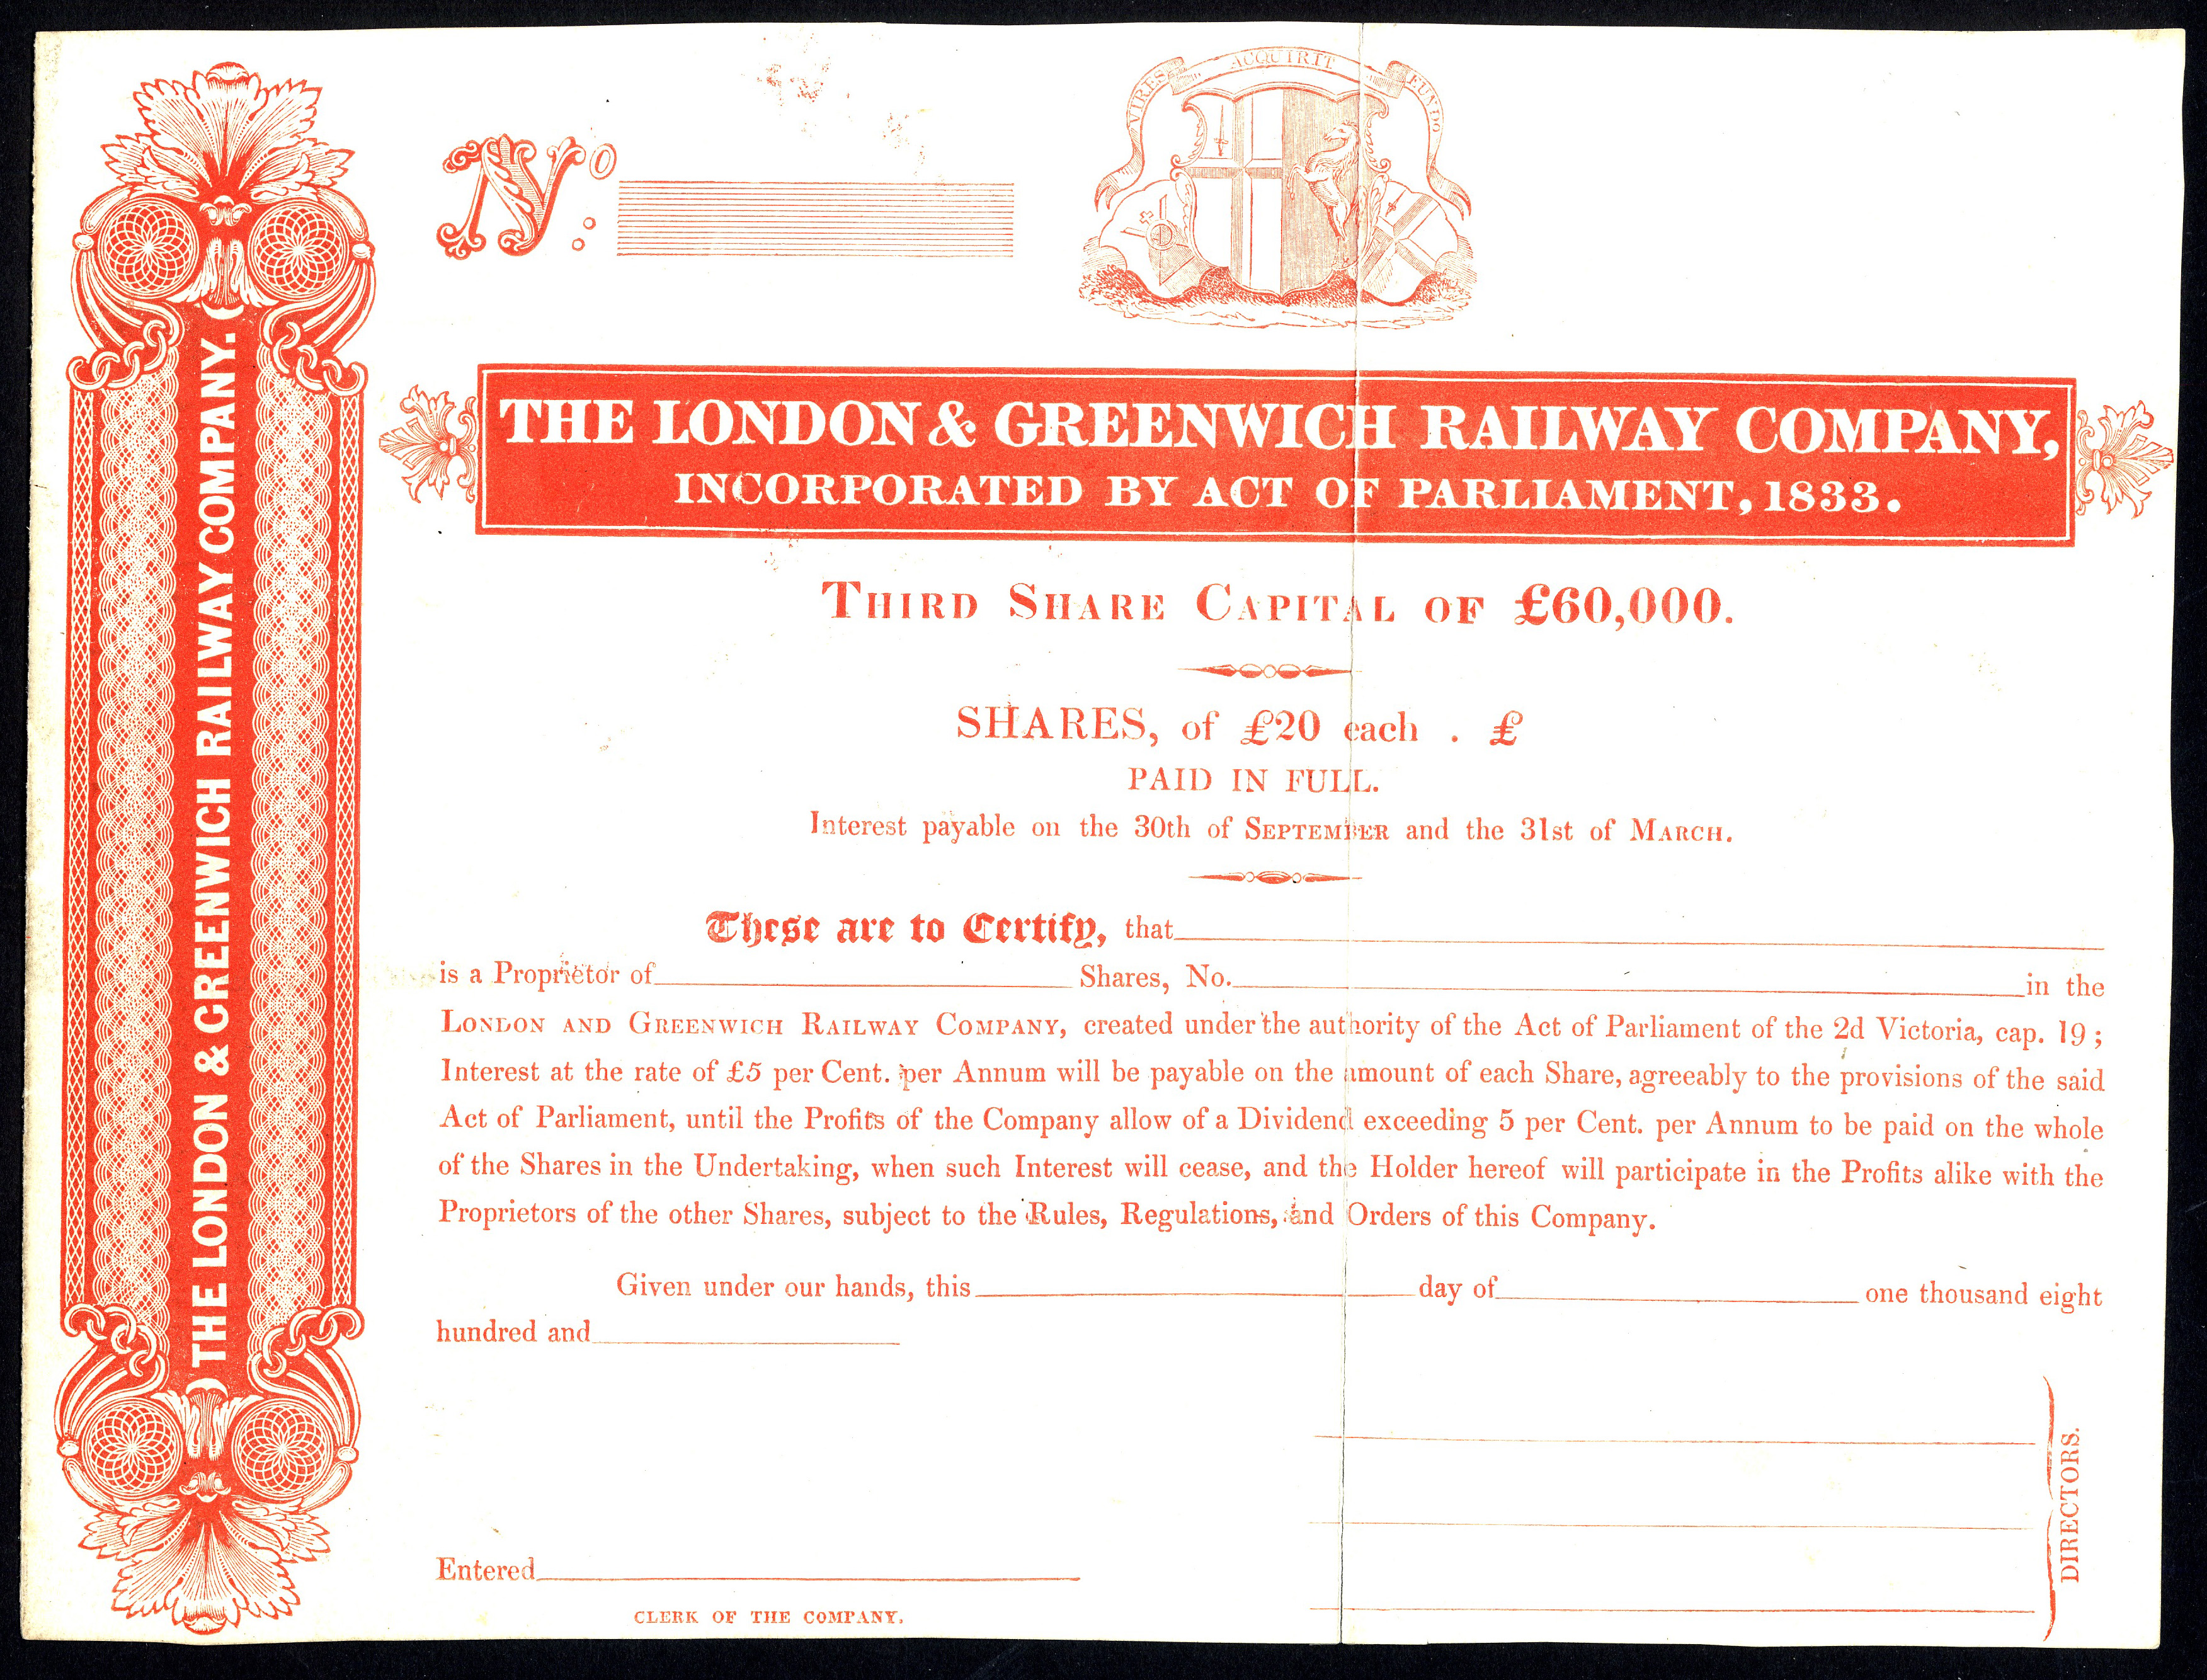 VIRES ACQUIRIT EUNDO
No.
THE LONDON & GREENWICH RAILWAY COMPANY,
INCORPORATED BY ACT OF PARLIAMENT, 1833.
THIRD SHARE CAPITAL OF £60,000.
SHARES, of £20 each . £
PAID IN FULL.
Interest payable on the 30th of SEPTEMBER and the 31st of MARCH.
These are to Certify, that
is a Proprietor of Shares, No. in the
LONDON AND GREENWICH RAILWAY COMPANY, created under the authority of the Act of Parliament of the 2d Victoria, cap. 19;
Interest at the rate of £5 per Cent. per Annum will be payable on the amount of each Share, agreeably to the provisions of the said
Act of Parliament, until the Profits of the Company allow of a Dividend exceeding 5 per Cent. per Annum to be paid on the whole
of the Shares in the Undertaking, when such Interest will cease, and the Holder hereof will participate in the Profits alike with the
Proprietors of the other Shares, subject to the Rules, Regulations, and Orders of this Company.
Given under our hands, this day of one thousand eight
hundred and
DIRECTORS.
Entered
CLERK OF THE COMPANY.
THE LONDON & GREENWICH RAILWAY COMPANY.